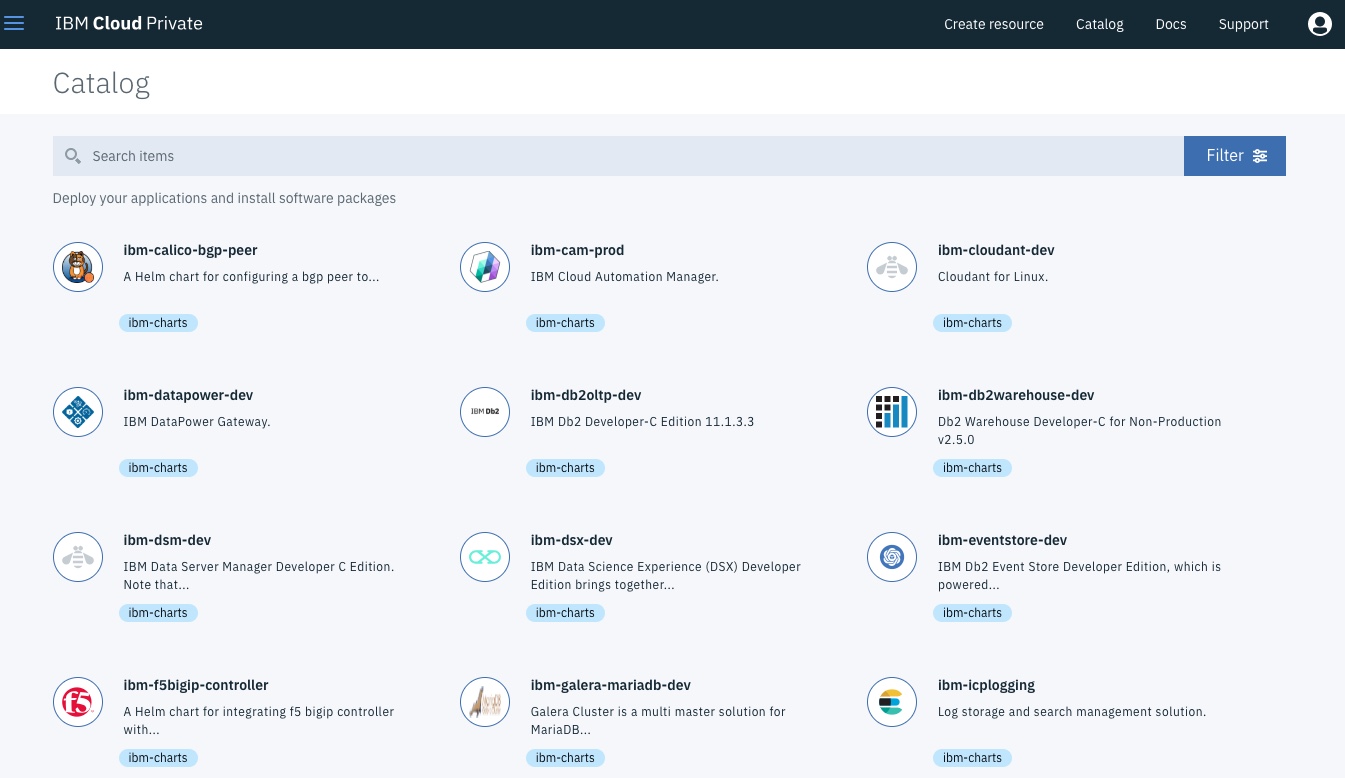 IBM Cloud Private
Create resource Catalog Docs Support
Catalog
Search items
Filter
Deploy your applications and install software packages
ibm-calico-bgp-peer
A Helm chart for configuring a bgp peer to...
ibm-charts
ibm-cam-prod
IBM Cloud Automation Manager.
ibm-charts
ibm-cloudant-dev
Cloudant for Linux.
ibm-charts
ibm-datapower-dev
IBM DataPower Gateway.
ibm-charts
IBM Db2
ibm-db2oltp-dev
IBM Db2 Developer-C Edition 11.1.3.3
ibm-charts
ibm-db2warehouse-dev
Db2 Warehouse Developer-C for Non-Production
v2.5.0
ibm-charts
ibm-dsm-dev
IBM Data Server Manager Developer C Edition.
Note that...
ibm-charts
ibm-dsx-dev
IBM Data Science Experience (DSX) Developer
Edition brings together...
ibm-charts
ibm-eventstore-dev
IBM Db2 Event Store Developer Edition, which is
powered...
ibm-charts
f5
ibm-f5bigip-controller
A Helm chart for integrating f5 bigip controller
with...
ibm-charts
ibm-galera-mariadb-dev
Galera Cluster is a multi master solution for
MariaDB...
ibm-charts
ibm-icplogging
Log storage and search management solution.
ibm-charts